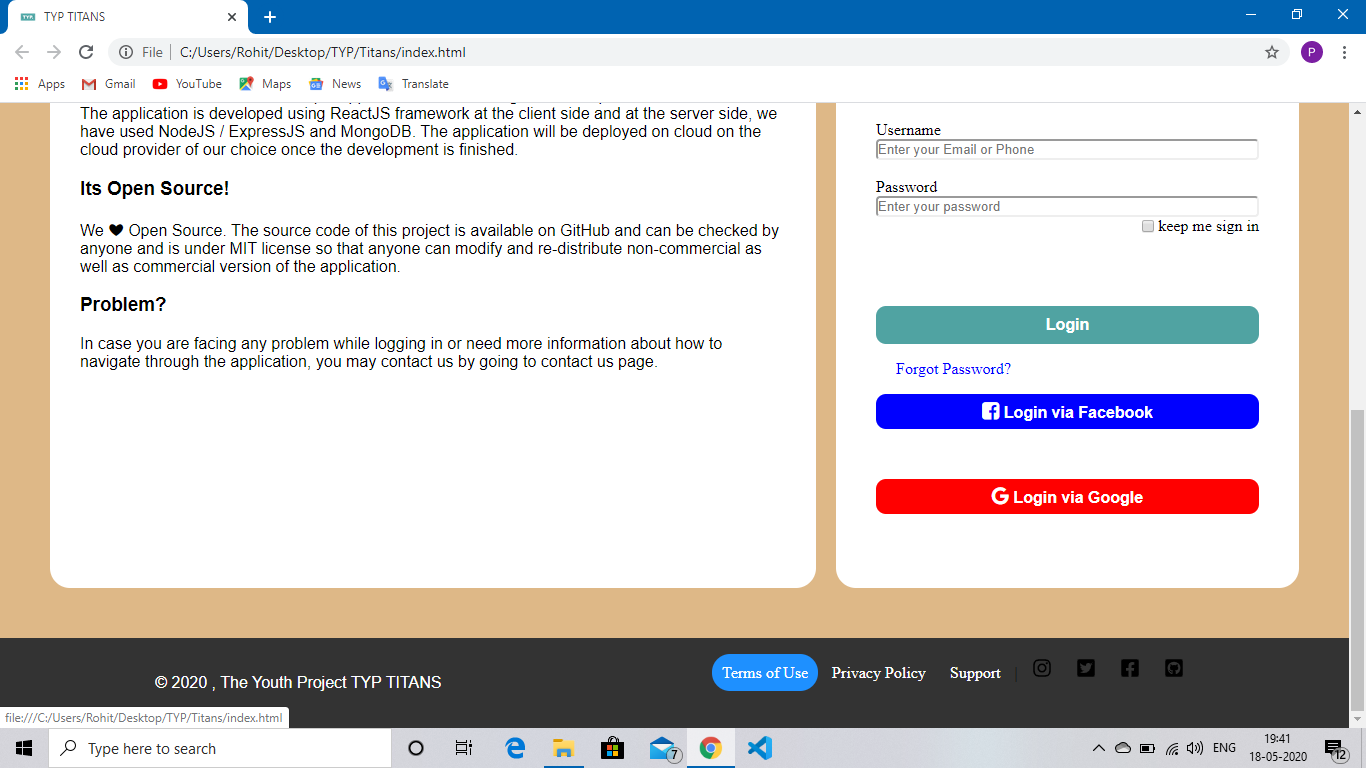 TYP TITANS
File
C:/Users/Rohit/Desktop/TYP/Titans/index.html
P
Apps
Gmail
YouTube
Maps
News
Translate
The application is developed using ReactJS framework at the client side and at the server side, we
have used NodeJS / ExpressJS and MongoDB. The application will be deployed on cloud on the
cloud provider of our choice once the development is finished.
Its Open Source!
We ♥ Open Source. The source code of this project is available on GitHub and can be checked by
anyone and is under MIT license so that anyone can modify and re-distribute non-commercial as
well as commercial version of the application.
Problem?
In case you are facing any problem while logging in or need more information about how to
navigate through the application, you may contact us by going to contact us page.
Username
Enter your Email or Phone
Password
Enter your password
keep me sign in
Login
Forgot Password?
Login via Facebook
Login via Google
© 2020 , The Youth Project TYP TITANS
Terms of Use
Privacy Policy
Support
|
file:///C:/Users/Rohit/Desktop/TYP/Titans/index.html
Type here to search
7
ENG
19:41
18-05-2020
12